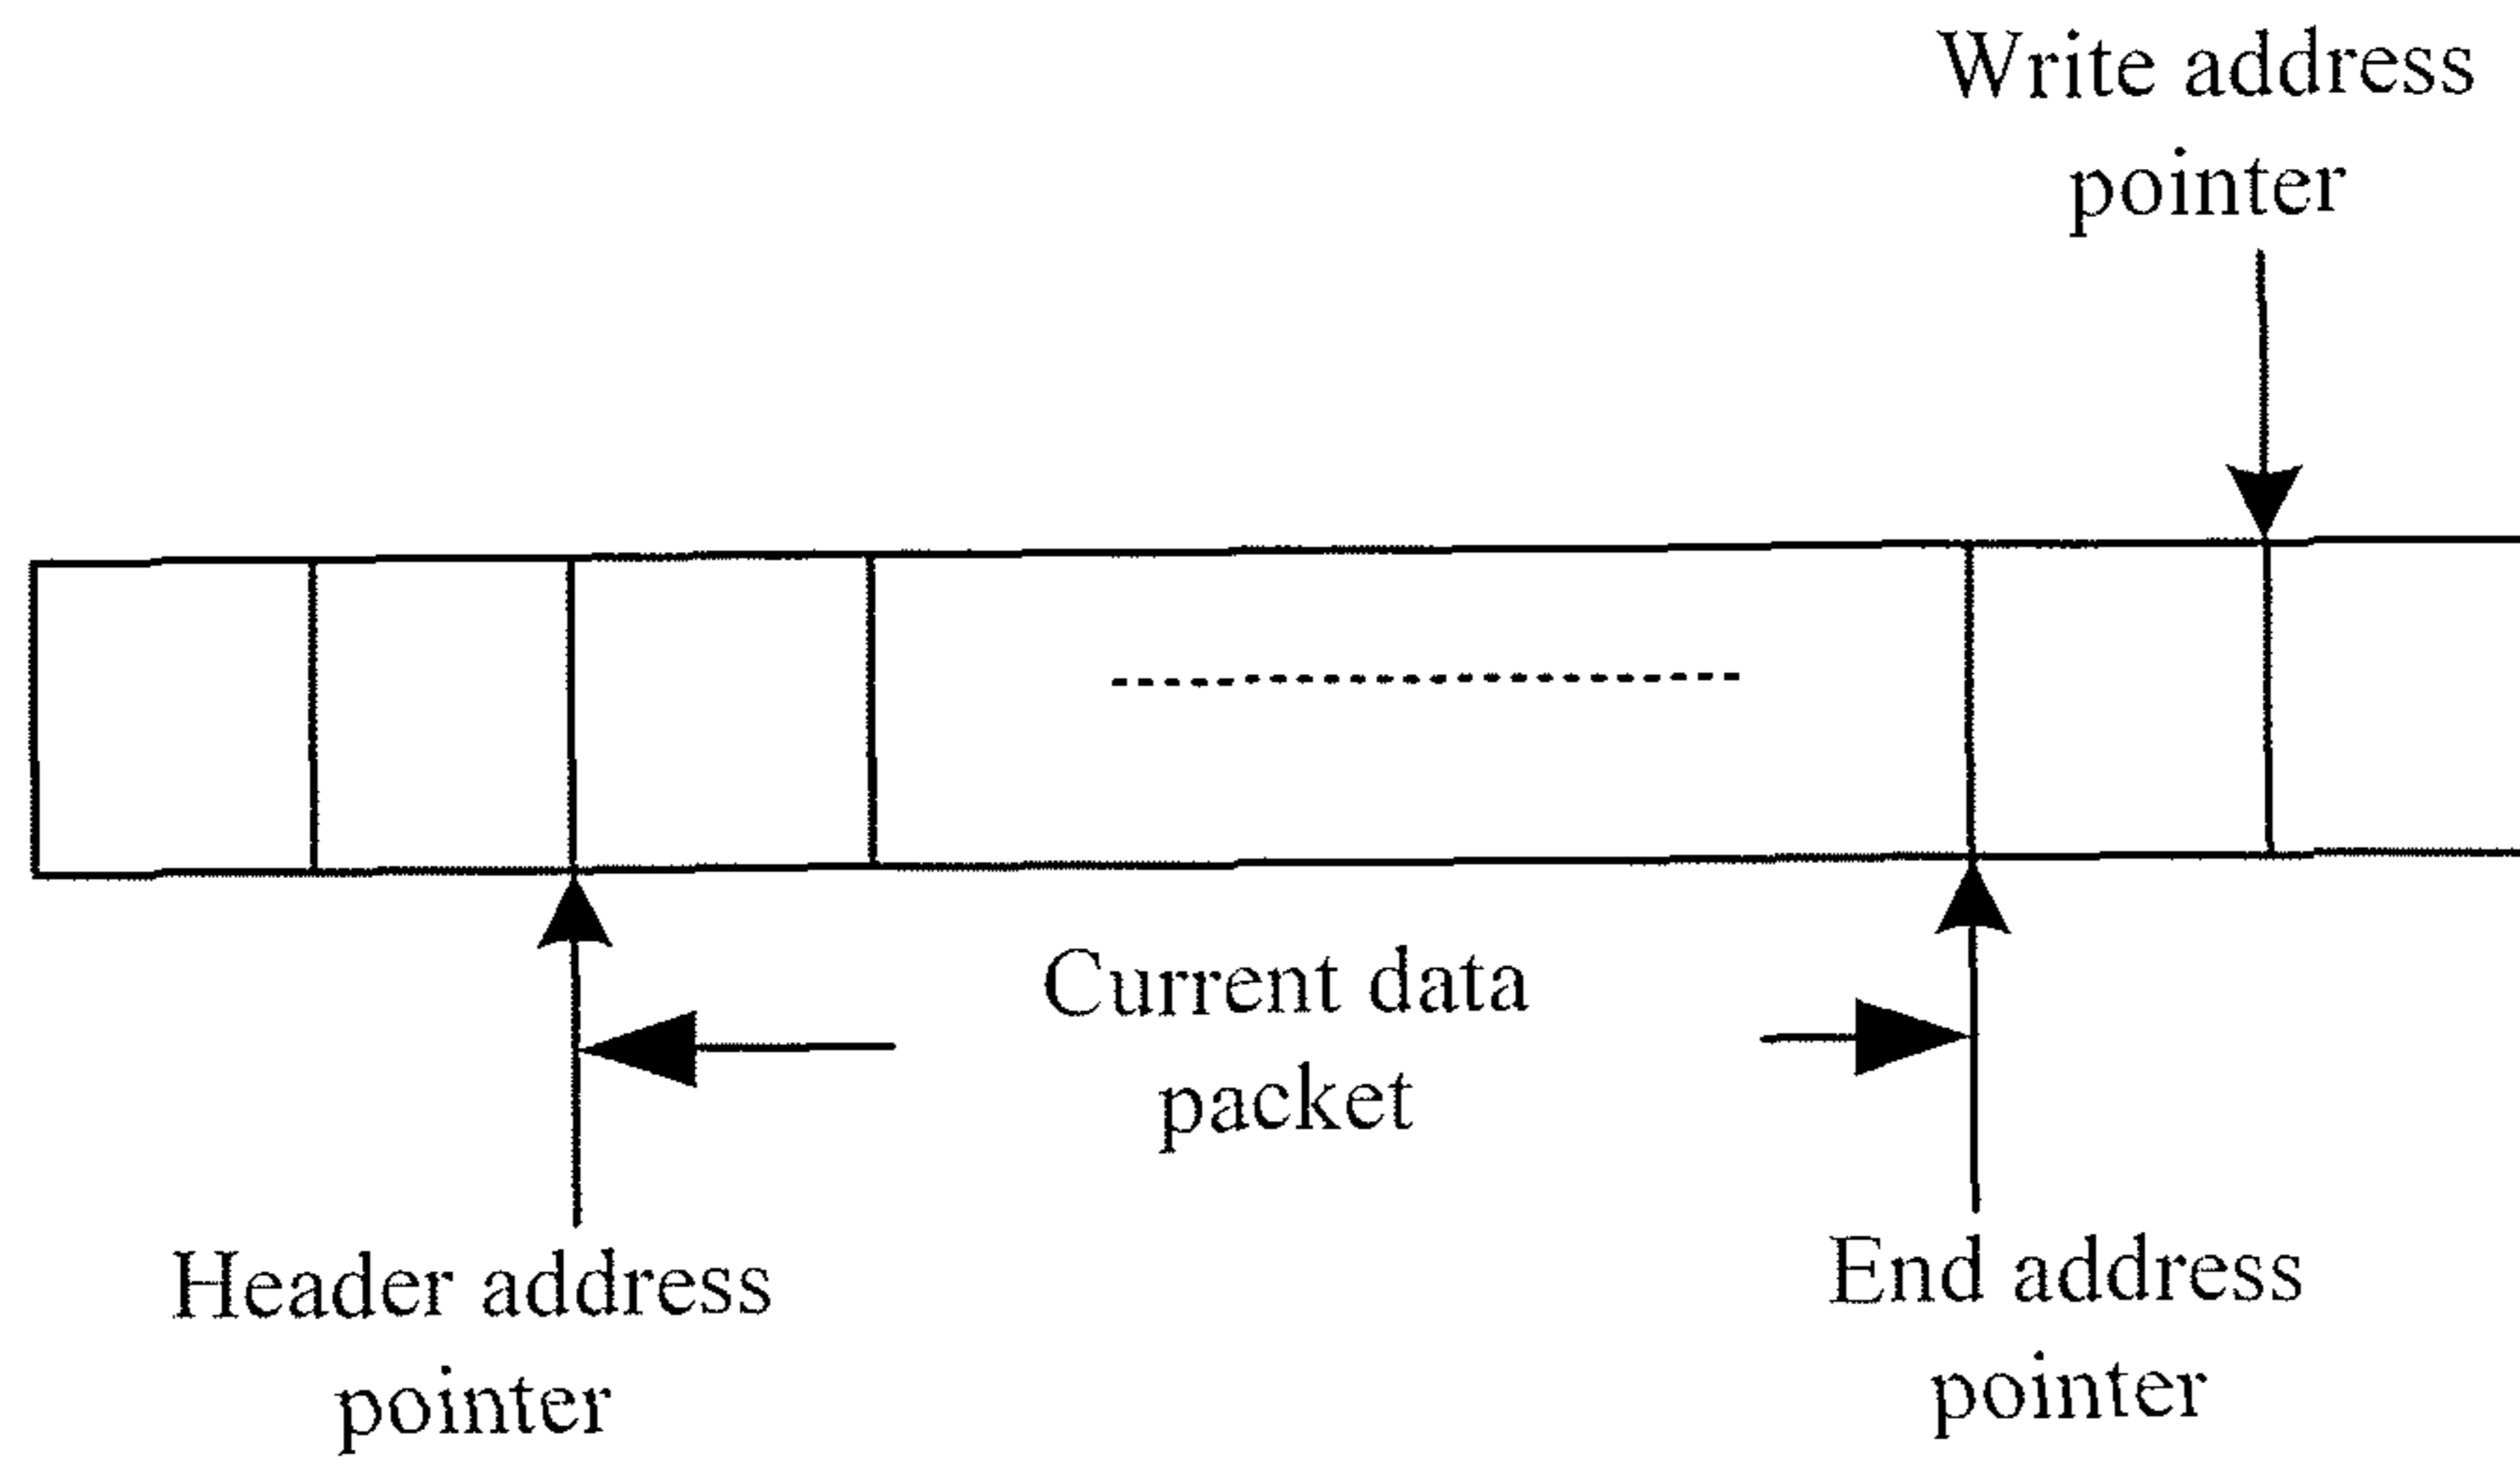 Write address
pointer
Current data
packet
Header address
pointer
End address
pointer